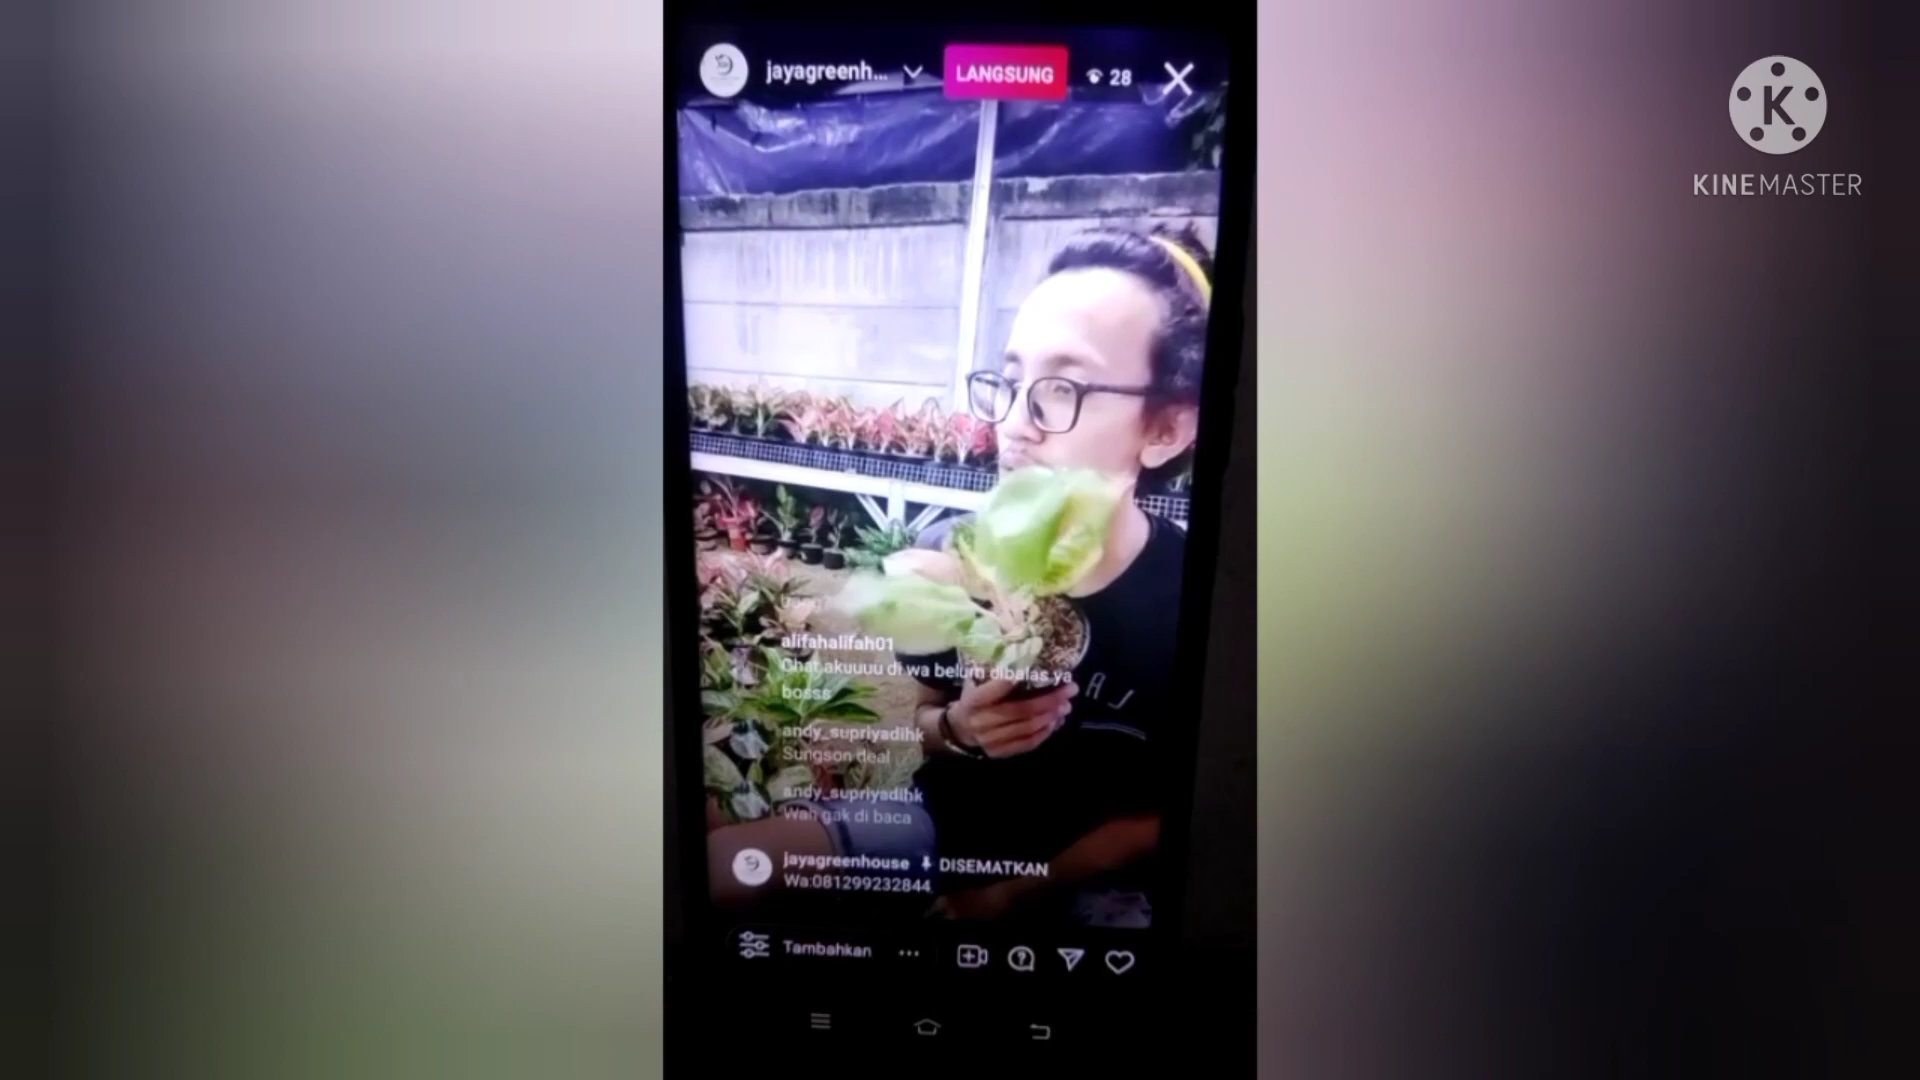 jayagreenh...
LANGSUNG
28
KINEMASTER
alifahalifah01
Chat akuuuu di wa belum dibalas ya
bosss
andy_supriyadihk
Sungson deal
andy_supriyadihk
Wah gak di baca
jayagreenhouse DISEMATKAN
Wa:081299232844
Tambahkan